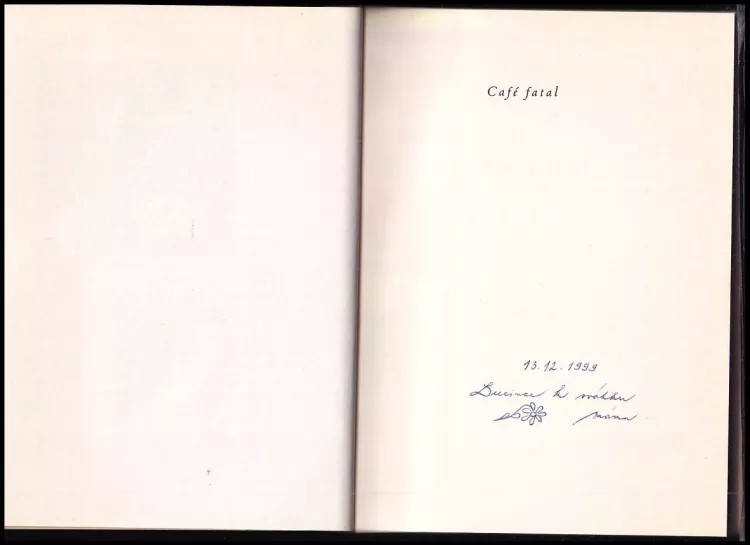 Café fatal
13.12.1999
Lucince k svátku
máma